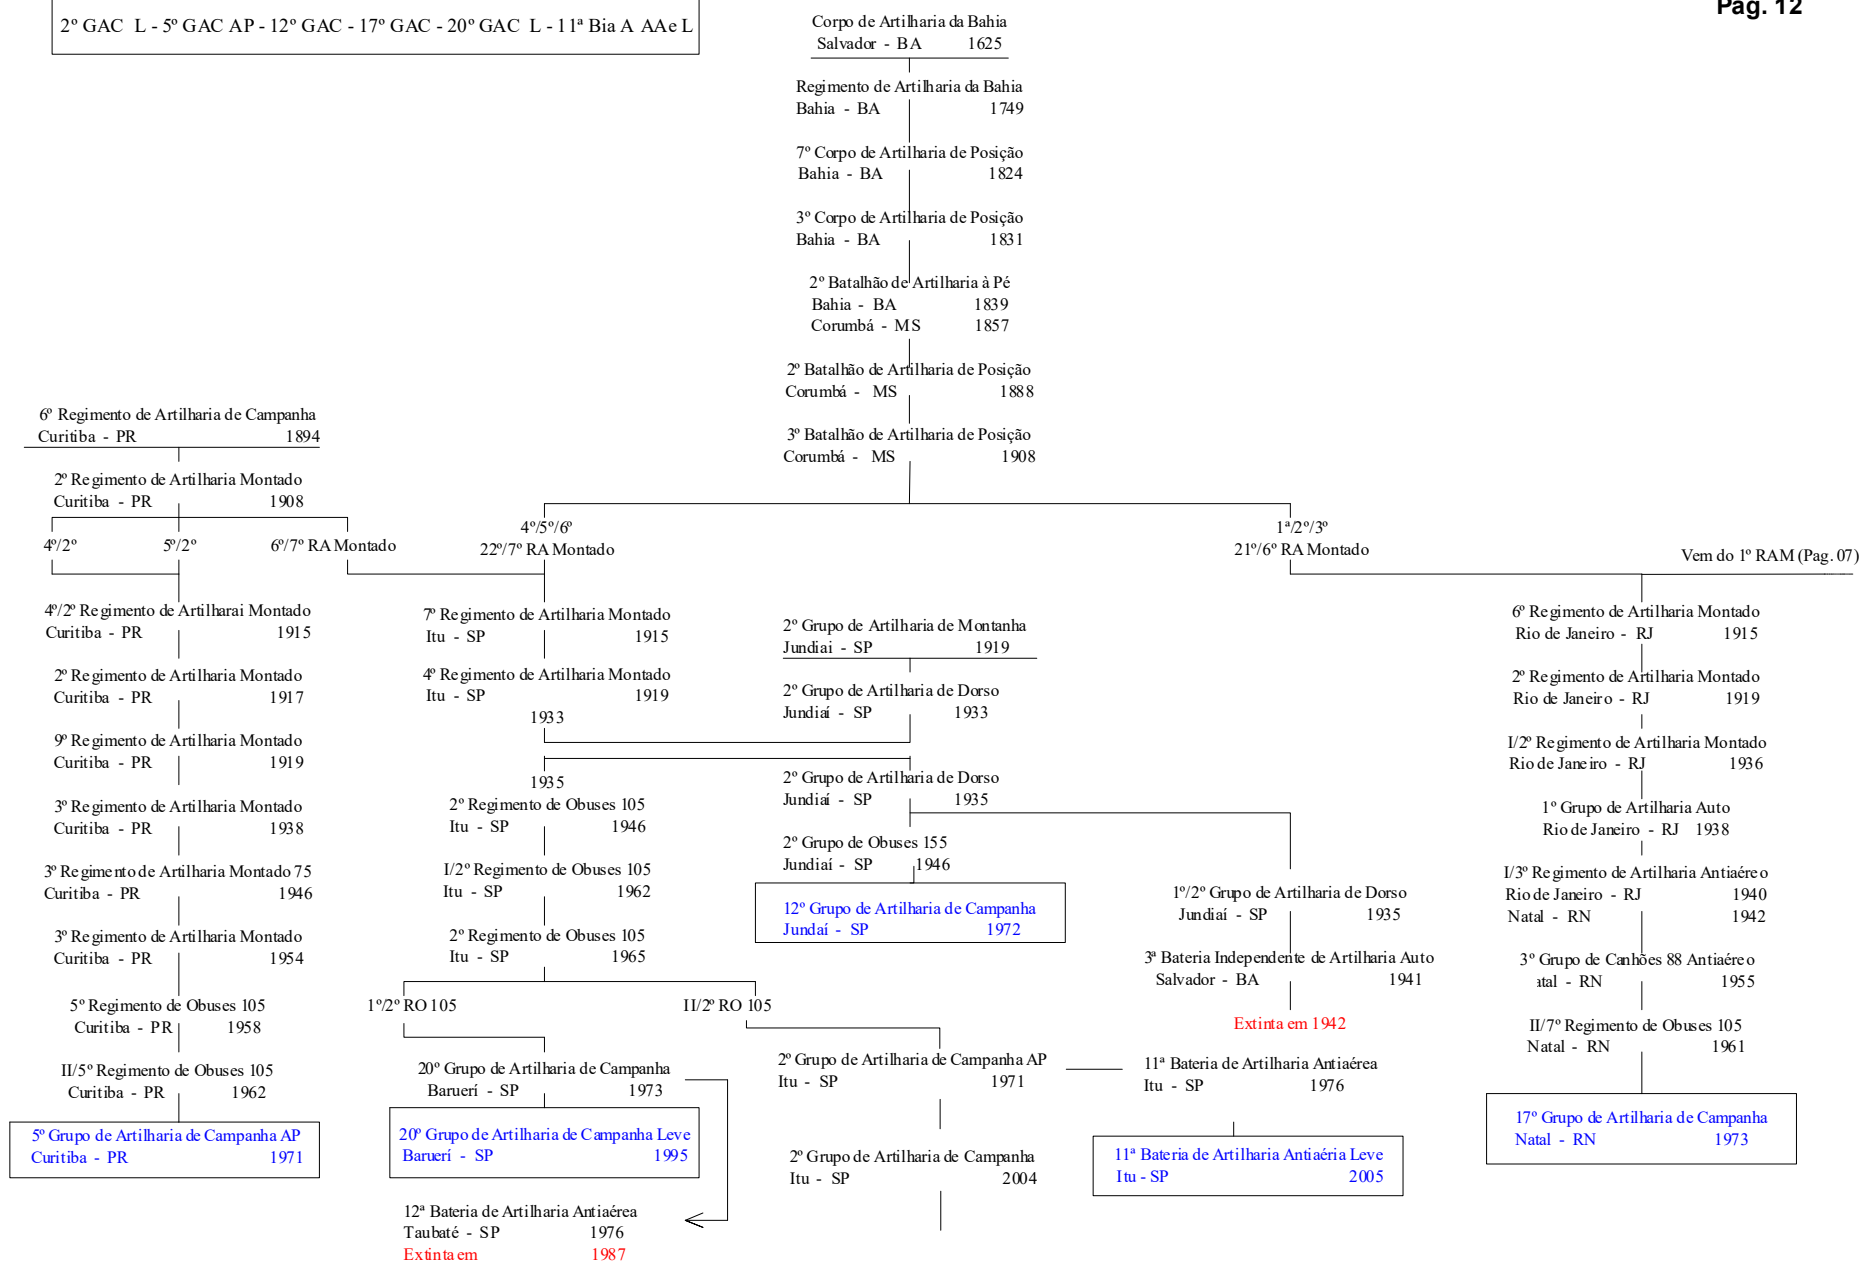 Pag. 12
2º GAC L - 5º GAC AP - 12º GAC - 17º GAC - 20º GAC L - 11ª Bia A AAe L
Corpo de Artilharia da Bahia
Salvador - BA 1625
Regimento de Artilharia da Bahia
Bahia - BA 1749
7º Corpo de Artilharia de Posição
Bahia - BA 1824
3º Corpo de Artilharia de Posição
Bahia - BA 1831
2º Batalhão de Artilharia à Pé
Bahia - BA 1839
Corumbá - MS 1857
2º Batalhão de Artilharia de Posição
Corumbá - MS 1888
3º Batalhão de Artilharia de Posição
Corumbá - MS 1908
6º Regimento de Artilharia de Campanha
Curitiba - PR 1894
2º Regimento de Artilharia Montado
Curitiba - PR 1908
4º/2º
5º/2º
6º/7º RA Montado
4º/5º/6º
22º/7º RA Montado
1ª/2º/3º
21º/6º RA Montado
Vem do 1º RAM (Pag. 07)
4º/2º Regimento de Artilharai Montado
Curitiba - PR 1915
2º Regimento de Artilharia Montado
Curitiba - PR 1917
9º Regimento de Artilharia Montado
Curitiba - PR 1919
3º Regimento de Artilharia Montado
Curitiba - PR 1938
3º Regimento de Artilharia Montado 75
Curitiba - PR 1946
3º Regimento de Artilharia Montado
Curitiba - PR 1954
5º Regimento de Obuses 105
Curitiba - PR 1958
II/5º Regimento de Obuses 105
Curitiba - PR 1962
5º Grupo de Artilharia de Campanha AP
Curitiba - PR 1971
7º Regimento de Artilharia Montado
Itu - SP 1915
4º Regimento de Artilharia Montado
Itu - SP 1919
1933
1935
2º Regimento de Obuses 105
Itu - SP 1946
I/2º Regimento de Obuses 105
Itu - SP 1962
2º Regimento de Obuses 105
Itu - SP 1965
1º/2º RO 105
II/2º RO 105
20º Grupo de Artilharia de Campanha
Baruerí - SP 1973
20º Grupo de Artilharia de Campanha Leve
Baruerí - SP 1995
12ª Bateria de Artilharia Antiaérea
Taubaté - SP 1976
Extinta em 1987
2º Grupo de Artilharia de Montanha
Jundiai - SP 1919
2º Grupo de Artilharia de Dorso
Jundiaí - SP 1933
2º Grupo de Artilharia de Dorso
Jundiaí - SP 1935
2º Grupo de Obuses 155
Jundiaí - SP 1946
12º Grupo de Artilharia de Campanha
Jundaí - SP 1972
2º Grupo de Artilharia de Campanha AP
Itu - SP 1971
2º Grupo de Artilharia de Campanha
Itu - SP 2004
1º/2º Grupo de Artilharia de Dorso
Jundiaí - SP 1935
3ª Bateria Independente de Artilharia Auto
Salvador - BA 1941
Extinta em 1942
11ª Bateria de Artilharia Antiaérea
Itu - SP 1976
11ª Bateria de Artilharia Antiaéria Leve
Itu - SP 2005
6º Regimento de Artilharia Montado
Rio de Janeiro - RJ 1915
2º Regimento de Artilharia Montado
Rio de Janeiro - RJ 1919
I/2º Regimento de Artilharia Montado
Rio de Janeiro - RJ 1936
1º Grupo de Artilharia Auto
Rio de Janeiro - RJ 1938
I/3º Regimento de Artilharia Antiaéreo
Rio de Janeiro - RJ 1940
Natal - RN 1942
3º Grupo de Canhões 88 Antiaéreo
atal - RN 1955
II/7º Regimento de Obuses 105
Natal - RN 1961
17º Grupo de Artilharia de Campanha
Natal - RN 1973